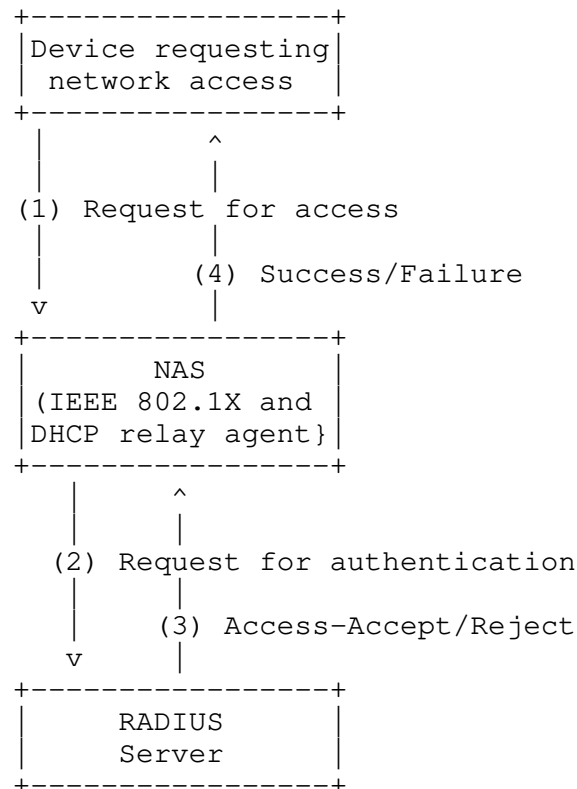 Device requesting
network access
(1) Request for access
(4) Success/Failure
NAS
(IEEE 802.1X and
DHCP relay agent}
(2) Request for authentication
(3) Access-Accept/Reject
RADIUS
Server